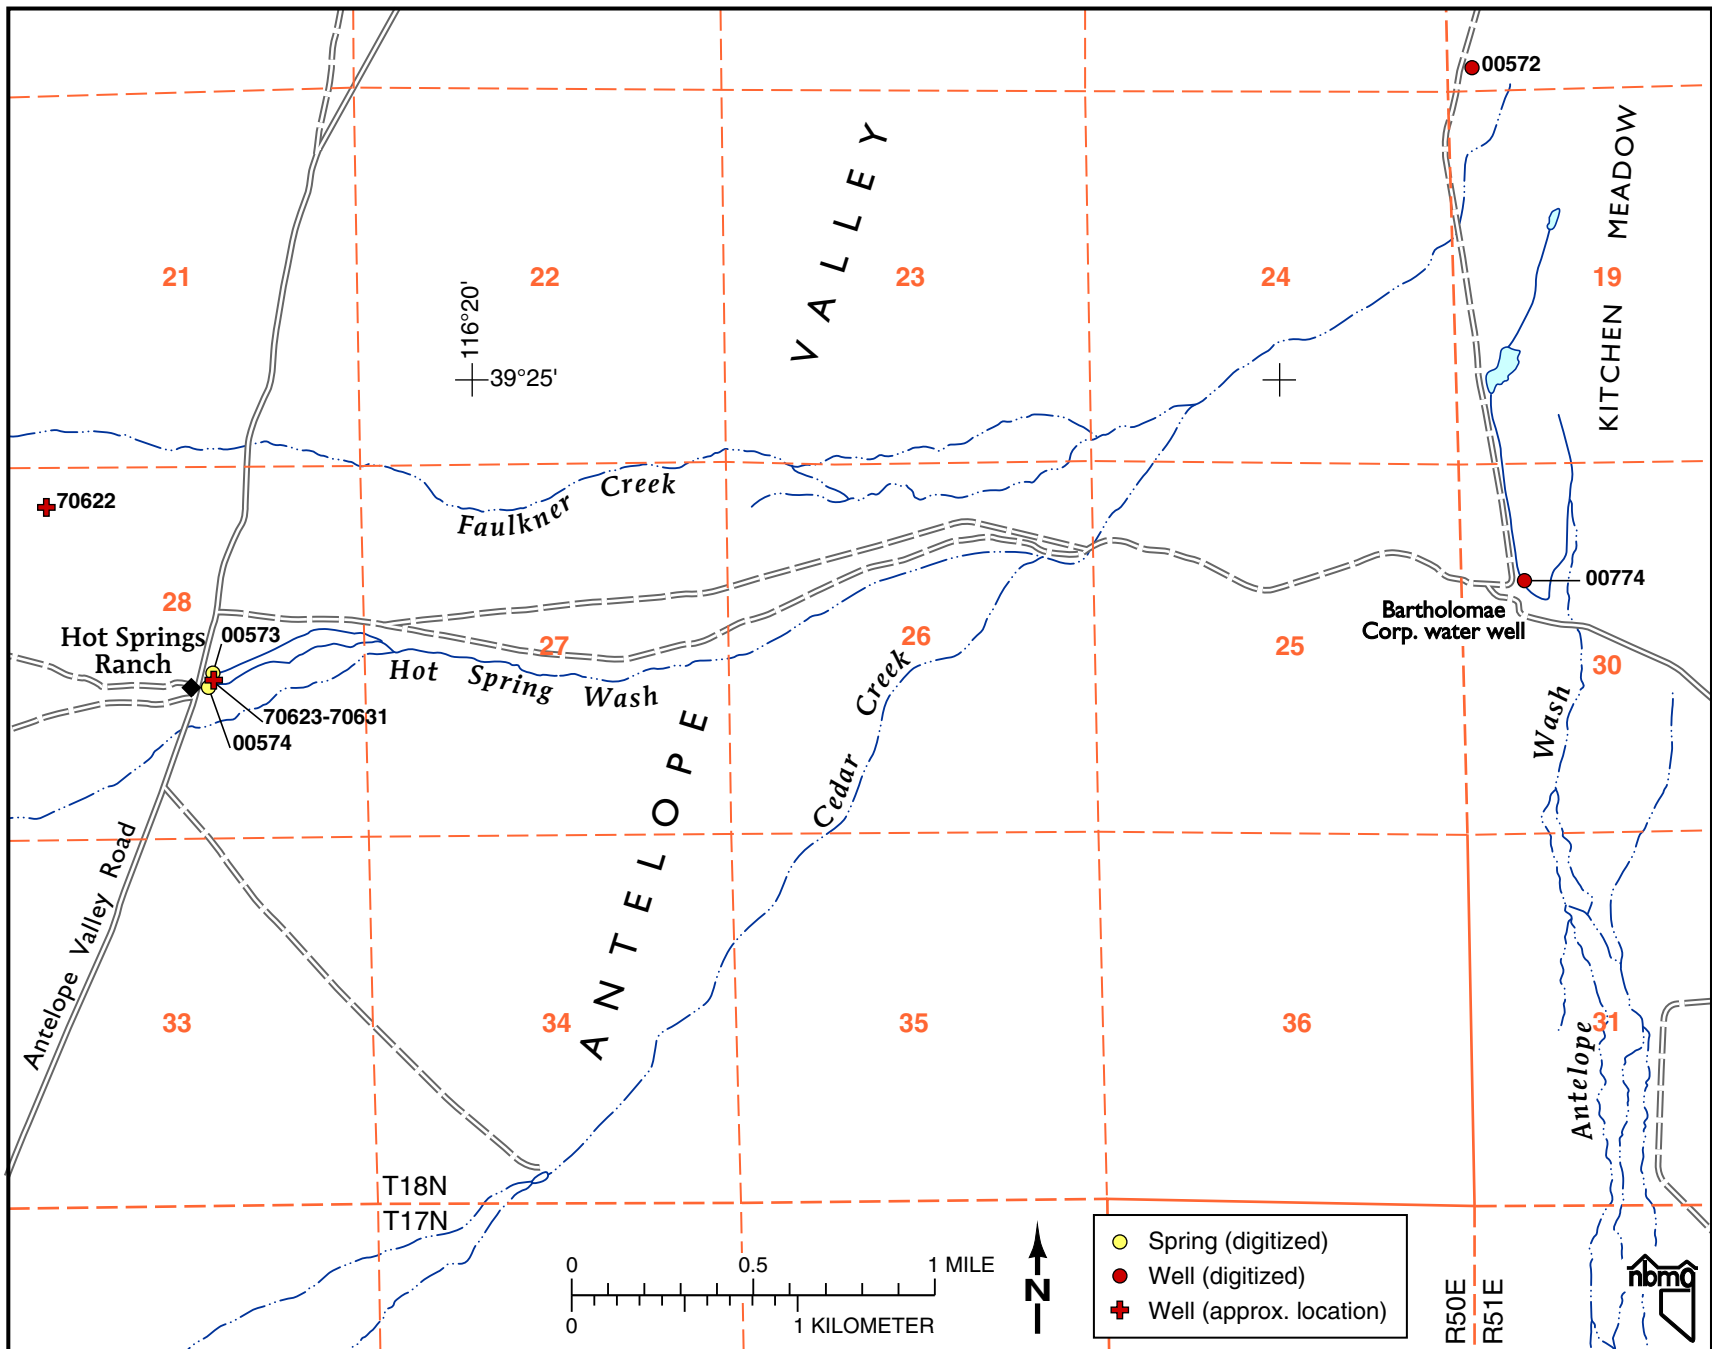 00572
VALLEY
KITCHEN MEADOW
21
22
23
24
19
116°20'
39°25'
70622
Faulkner Creek
28
00774
Bartholomae
Corp. water well
Hot Springs
Ranch
00573
27
26
25
30
Hot Spring Wash
70623-70631
00574
Cedar Creek
ANTELOPE
Antelope Wash
Antelope Valley Road
33
34
35
36
31
T18N
T17N
0 0.5 1 MILE
0 1 KILOMETER
N
Spring (digitized)
Well (digitized)
Well (approx. location)
R50E
R51E
nbmg